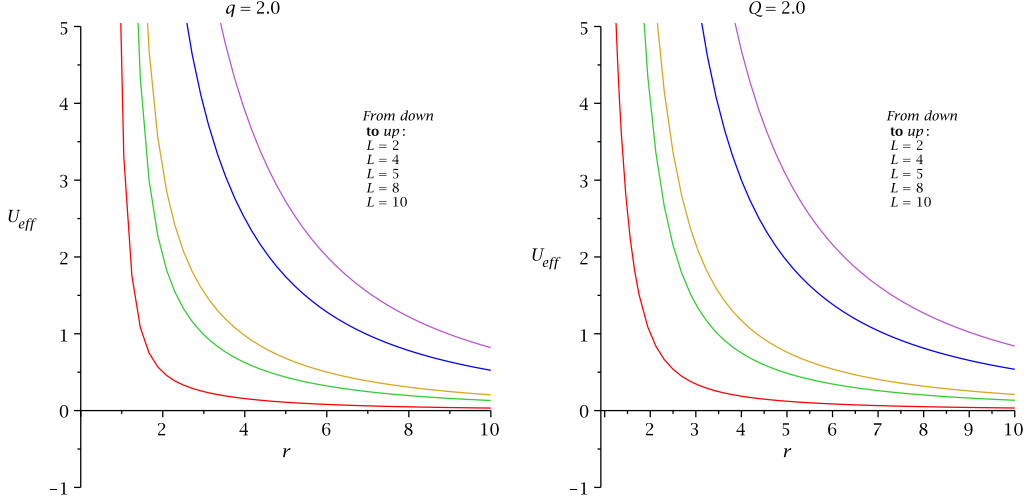 q = 2.0
5
4
3
2
1
0
−1
U_eff
2
4
6
8
10
r
From down
to up:
L = 2
L = 4
L = 5
L = 8
L = 10
Q = 2.0
5
4
3
2
1
0
−1
U_eff
2
3
4
5
6
7
8
9
10
r
From down
to up:
L = 2
L = 4
L = 5
L = 8
L = 10